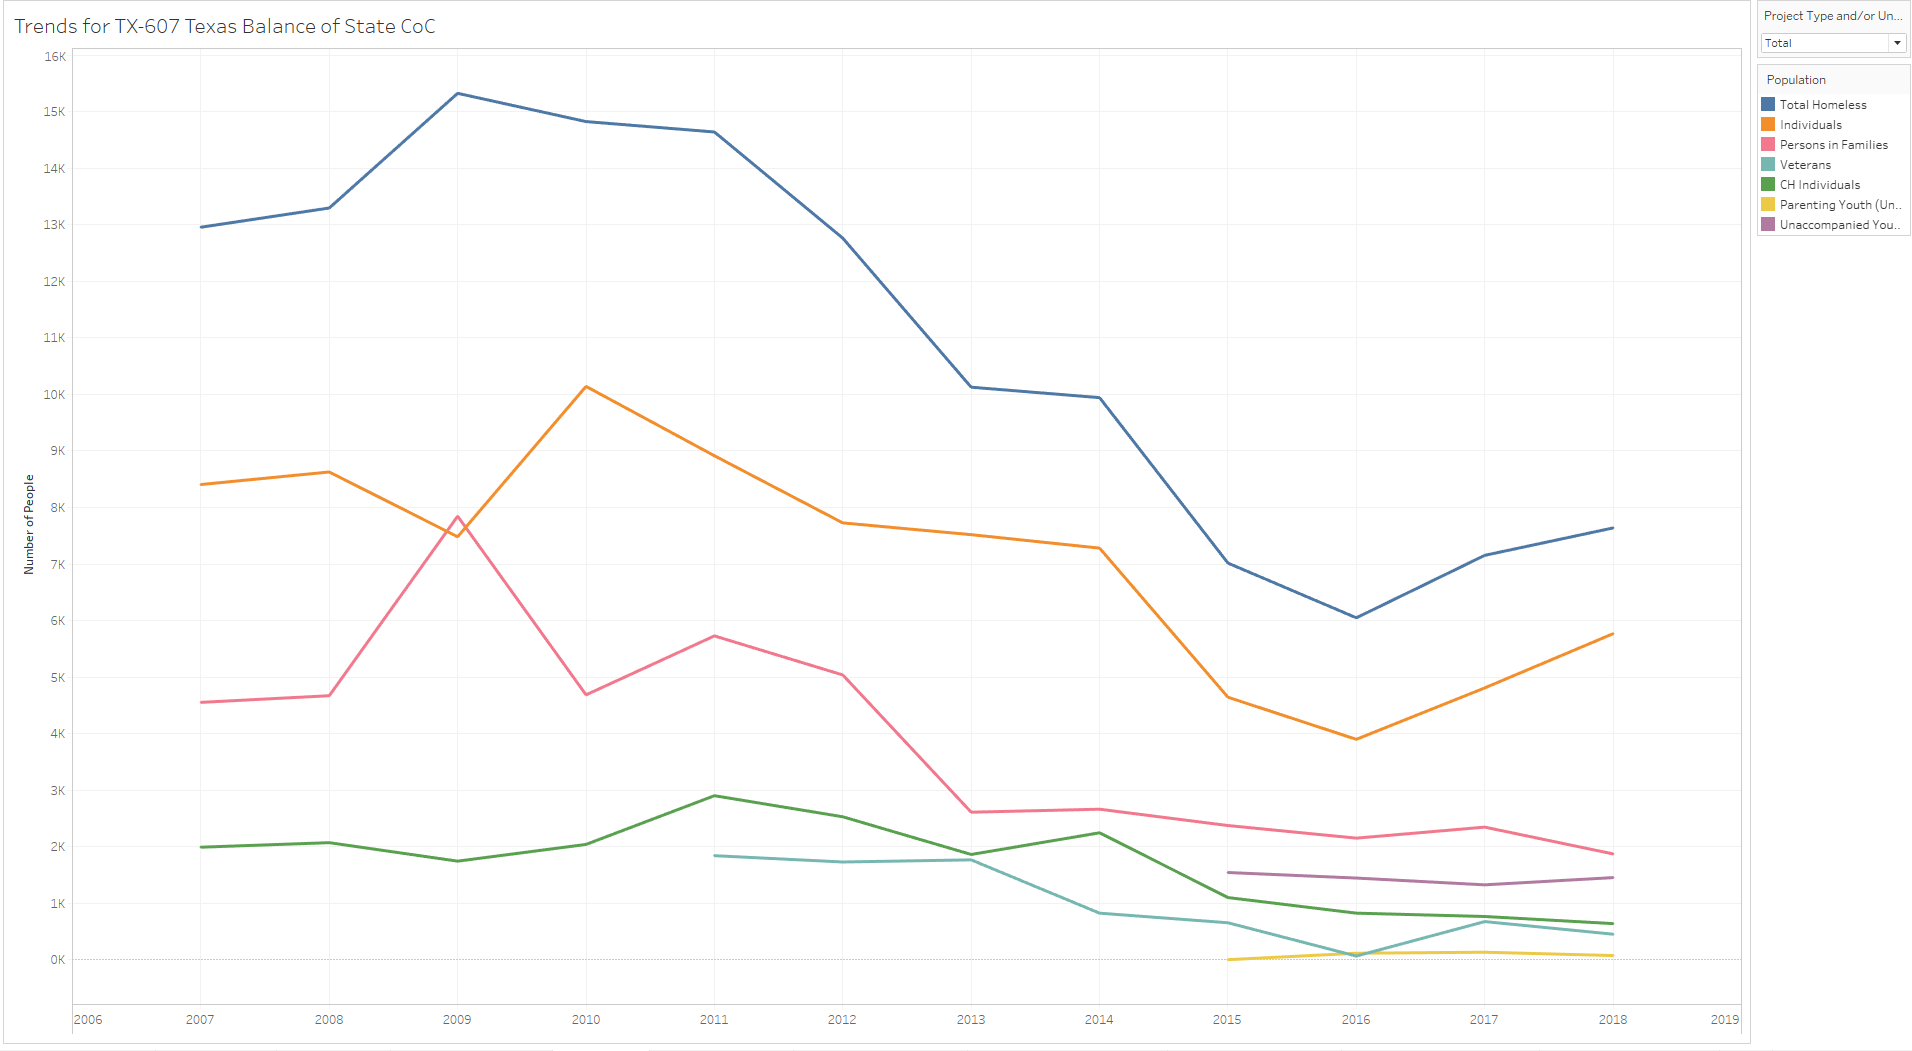 Trends for TX-607 Texas Balance of State CoC
Project Type and/or Un...
Total
Population
Total Homeless
Individuals
Persons in Families
Veterans
CH Individuals
Parenting Youth (Un..
Unaccompanied You..
16K
15K
14K
13K
12K
11K
10K
9K
8K
7K
6K
5K
4K
3K
2K
1K
0K
Number of People
2006 2007 2008 2009 2010 2011 2012 2013 2014 2015 2016 2017 2018 2019